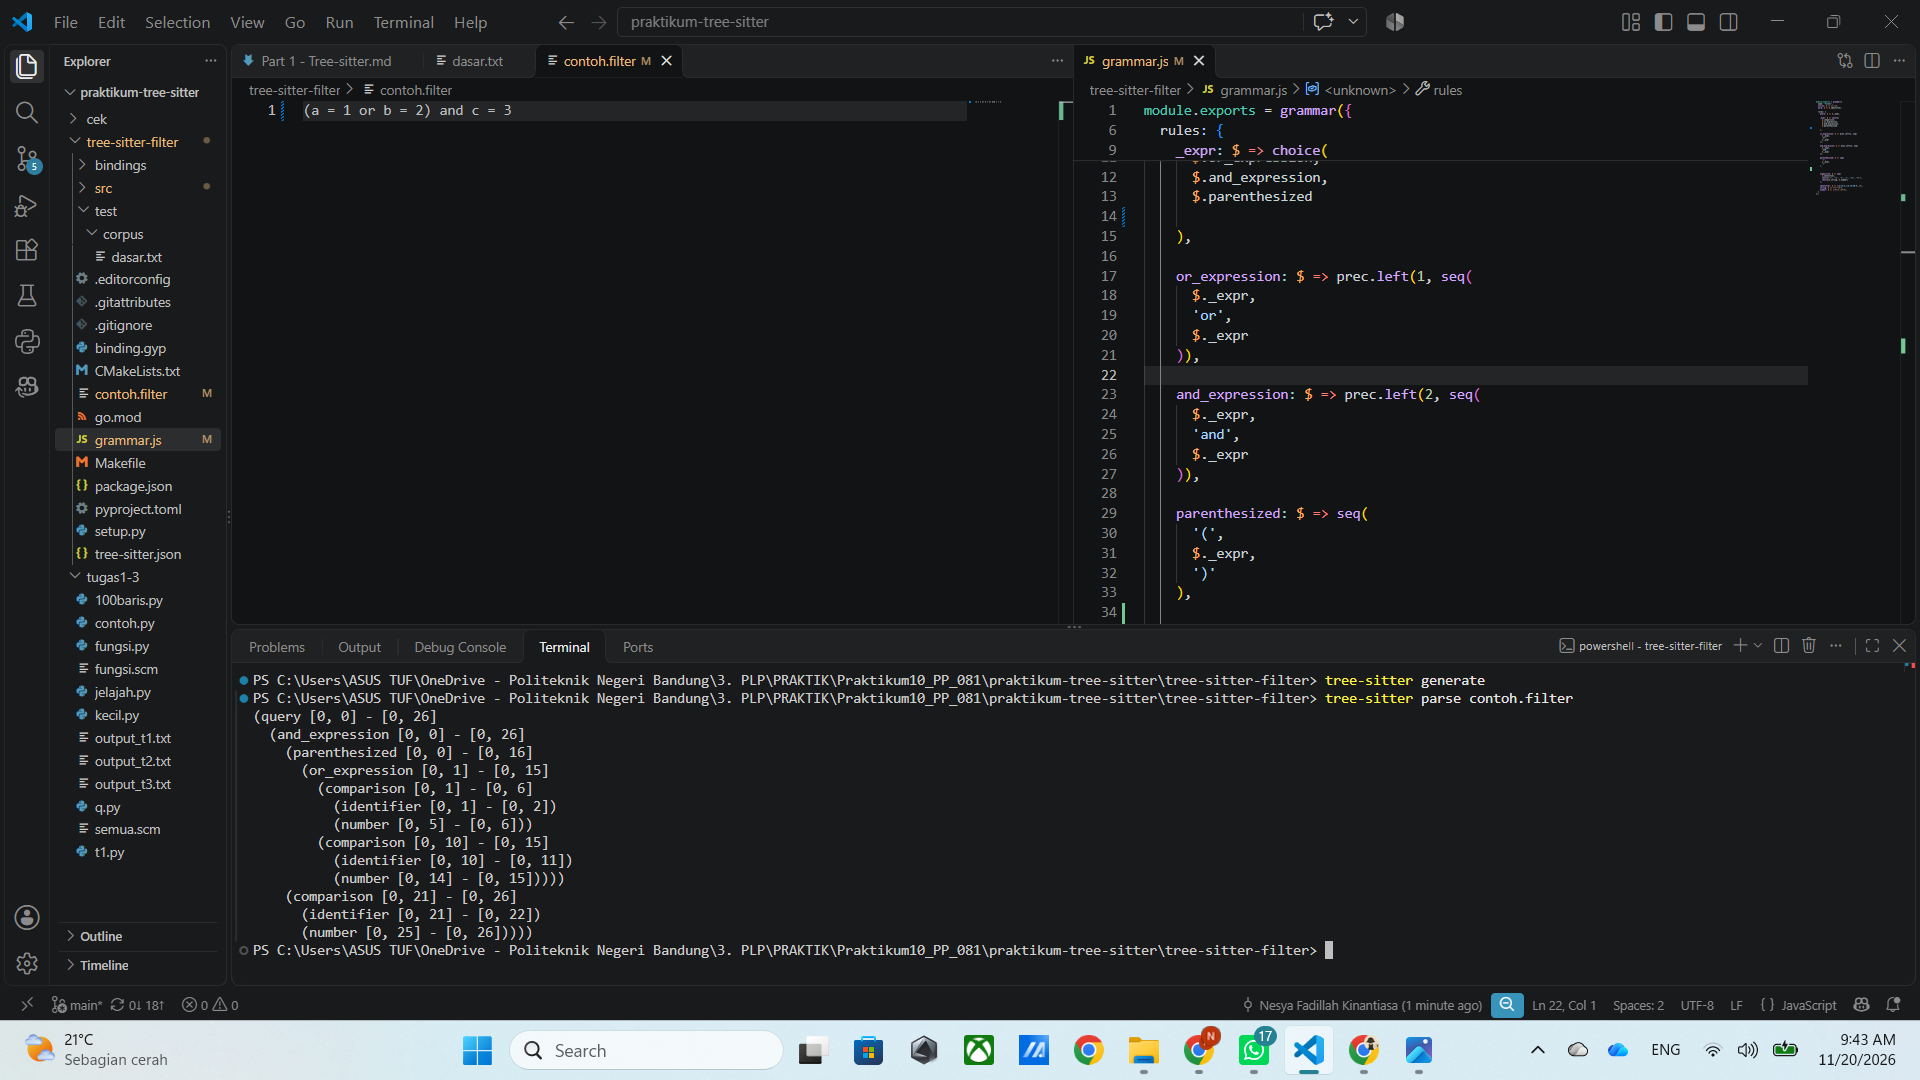 File Edit Selection View Go Run Terminal Help
praktikum-tree-sitter
Explorer
praktikum-tree-sitter
cek
tree-sitter-filter
bindings
src
test
corpus
dasar.txt
.editorconfig
.gitattributes
.gitignore
binding.gyp
CMakeLists.txt
contoh.filter M
go.mod
grammar.js M
Makefile
package.json
pyproject.toml
setup.py
tree-sitter.json
tugas1-3
100baris.py
contoh.py
fungsi.py
fungsi.scm
jelajah.py
kecil.py
output_t1.txt
output_t2.txt
output_t3.txt
q.py
semua.scm
t1.py
Outline
Timeline
5
Part 1 - Tree-sitter.md dasar.txt contoh.filter M
tree-sitter-filter > contoh.filter
1 (a = 1 or b = 2) and c = 3
JS grammar.js M
tree-sitter-filter > JS grammar.js > <unknown> > rules
1 module.exports = grammar({
6 rules: {
9 _expr: $ => choice(
12 $.and_expression,
13 $.parenthesized
14
15 ),
16
17 or_expression: $ => prec.left(1, seq(
18 $._expr,
19 'or',
20 $._expr
21 )),
22
23 and_expression: $ => prec.left(2, seq(
24 $._expr,
25 'and',
26 $._expr
27 )),
28
29 parenthesized: $ => seq(
30 '(',
31 $._expr,
32 ')'
33 ),
34
Problems Output Debug Console Terminal Ports
powershell - tree-sitter-filter
PS C:\Users\ASUS TUF\OneDrive - Politeknik Negeri Bandung\3. PLP\PRAKTIK\Praktikum10_PP_081\praktikum-tree-sitter\tree-sitter-filter> tree-sitter generate
PS C:\Users\ASUS TUF\OneDrive - Politeknik Negeri Bandung\3. PLP\PRAKTIK\Praktikum10_PP_081\praktikum-tree-sitter\tree-sitter-filter> tree-sitter parse contoh.filter
(query [0, 0] - [0, 26]
(and_expression [0, 0] - [0, 26]
(parenthesized [0, 0] - [0, 16]
(or_expression [0, 1] - [0, 15]
(comparison [0, 1] - [0, 6]
(identifier [0, 1] - [0, 2])
(number [0, 5] - [0, 6]))
(comparison [0, 10] - [0, 15]
(identifier [0, 10] - [0, 11])
(number [0, 14] - [0, 15]))))
(comparison [0, 21] - [0, 26]
(identifier [0, 21] - [0, 22])
(number [0, 25] - [0, 26]))))
PS C:\Users\ASUS TUF\OneDrive - Politeknik Negeri Bandung\3. PLP\PRAKTIK\Praktikum10_PP_081\praktikum-tree-sitter\tree-sitter-filter>
main* 0↓ 18↑ 0 0
Nesya Fadillah Kinantiasa (1 minute ago) Ln 22, Col 1 Spaces: 2 UTF-8 LF { } JavaScript
21°C
Sebagian cerah
Search
N
17
ENG
9:43 AM
11/20/2026